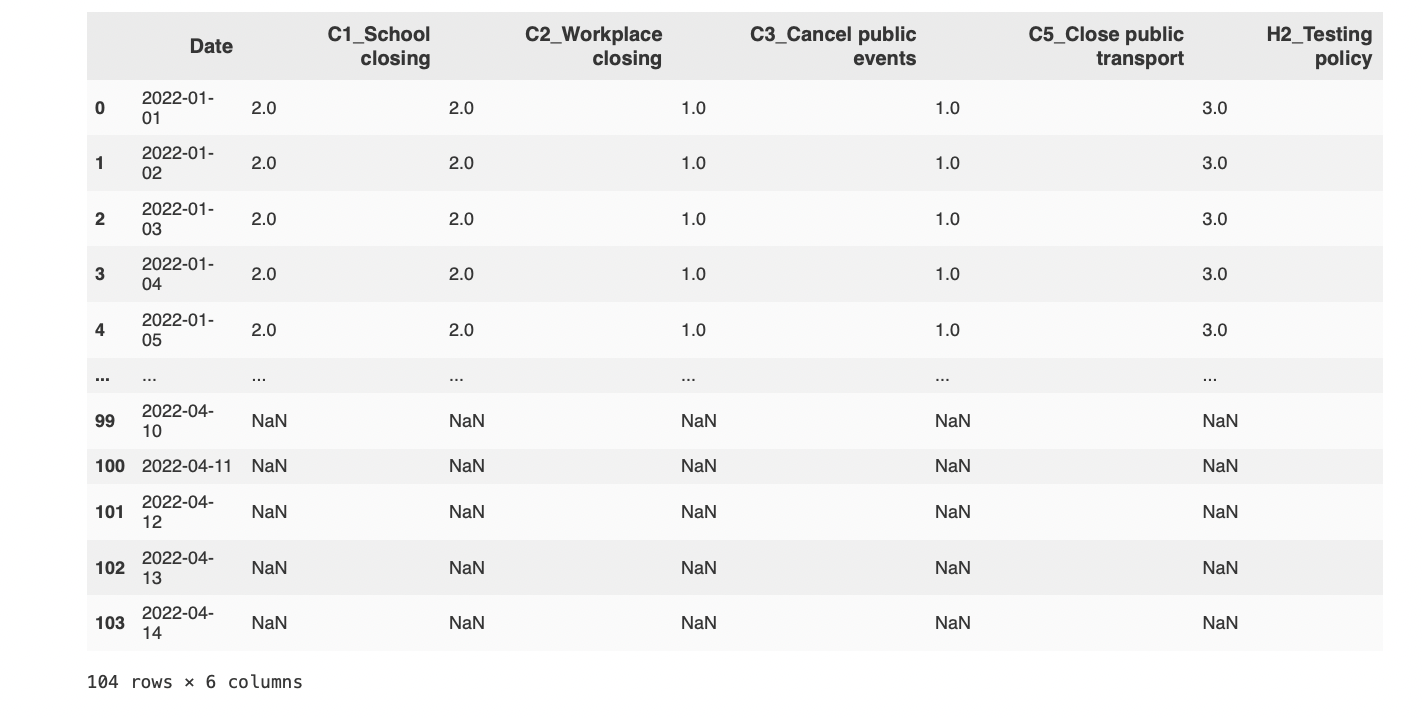 Date C1_School closing C2_Workplace closing C3_Cancel public events C5_Close public transport H2_Testing policy
0 2022-01-01 2.0 2.0 1.0 1.0 3.0
1 2022-01-02 2.0 2.0 1.0 1.0 3.0
2 2022-01-03 2.0 2.0 1.0 1.0 3.0
3 2022-01-04 2.0 2.0 1.0 1.0 3.0
4 2022-01-05 2.0 2.0 1.0 1.0 3.0
... ... ... ... ... ... ...
99 2022-04-10 NaN NaN NaN NaN NaN
100 2022-04-11 NaN NaN NaN NaN NaN
101 2022-04-12 NaN NaN NaN NaN NaN
102 2022-04-13 NaN NaN NaN NaN NaN
103 2022-04-14 NaN NaN NaN NaN NaN
104 rows × 6 columns